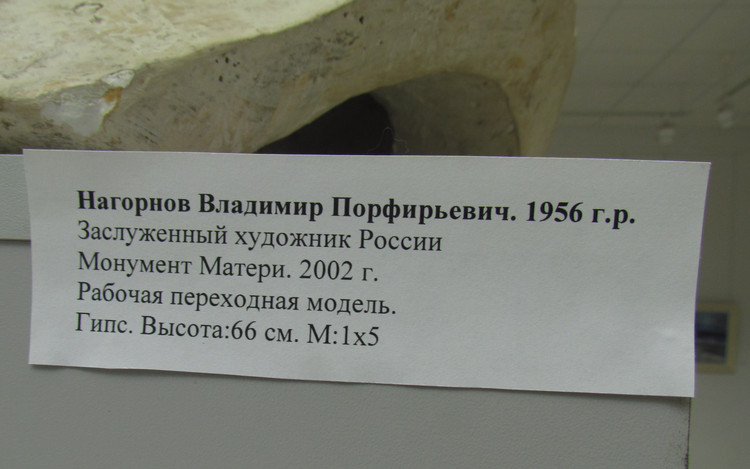 Нагорнов Владимир Порфирьевич. 1956 г.р.
Заслуженный художник России
Монумент Матери. 2002 г.
Рабочая переходная модель.
Гипс. Высота:66 см. М:1х5